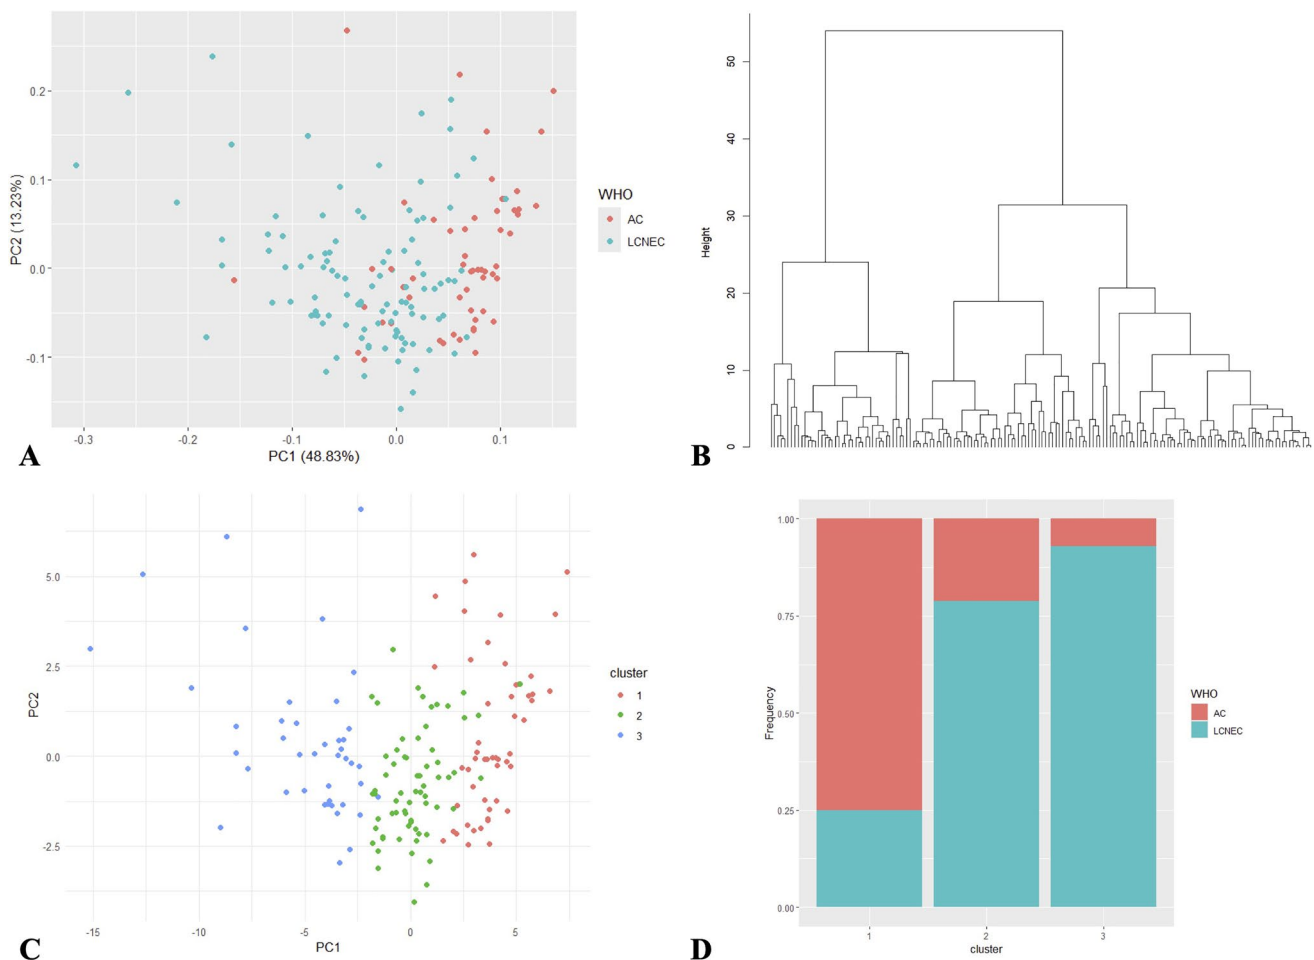 0.2
0.1
0.0
-0.1
PC2 (13.23%)
-0.3
-0.2
-0.1
0.0
0.1
PC1 (48.83%)
WHO
AC
LCNEC
A
50
40
30
20
10
0
Height
B
5.0
2.5
0.0
-2.5
PC2
-15
-10
-5
0
5
PC1
cluster
1
2
3
C
1.00
0.75
0.50
0.25
0.00
Frequency
1
2
3
cluster
WHO
AC
LCNEC
D